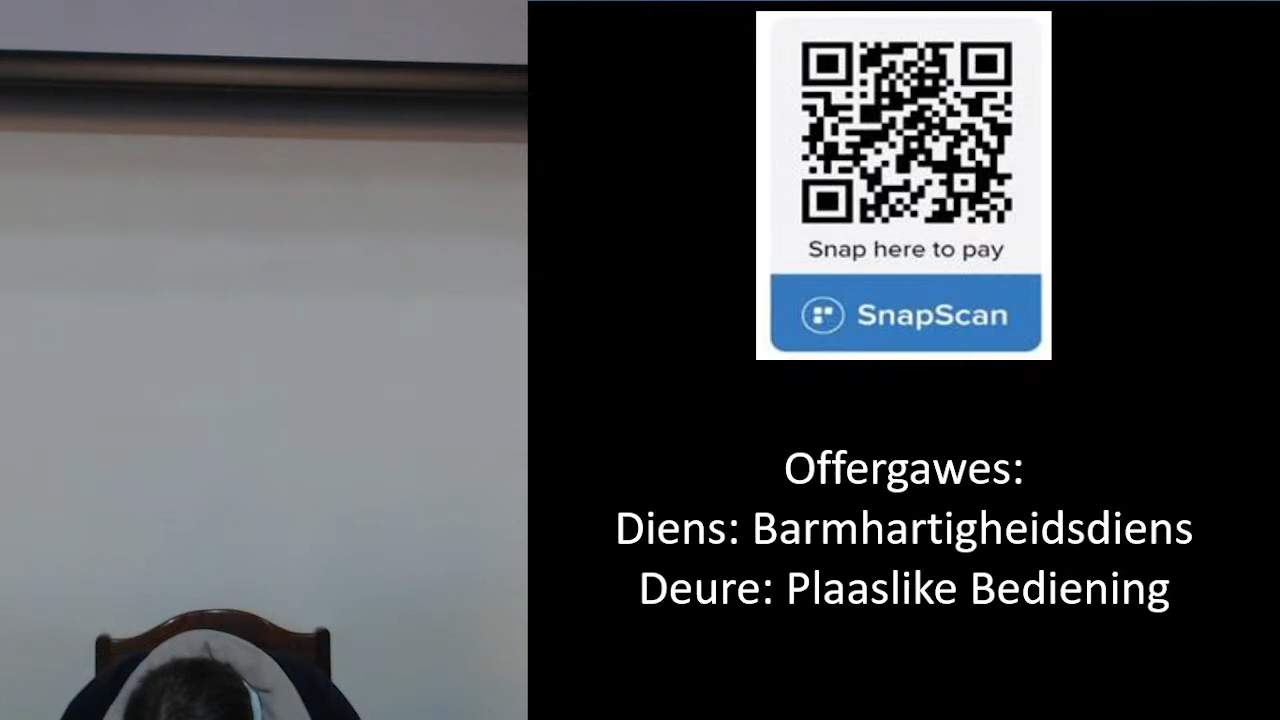 Snap here to pay
SnapScan
Offergawes:
Diens: Barmhartigheidsdiens
Deure: Plaaslike Bediening